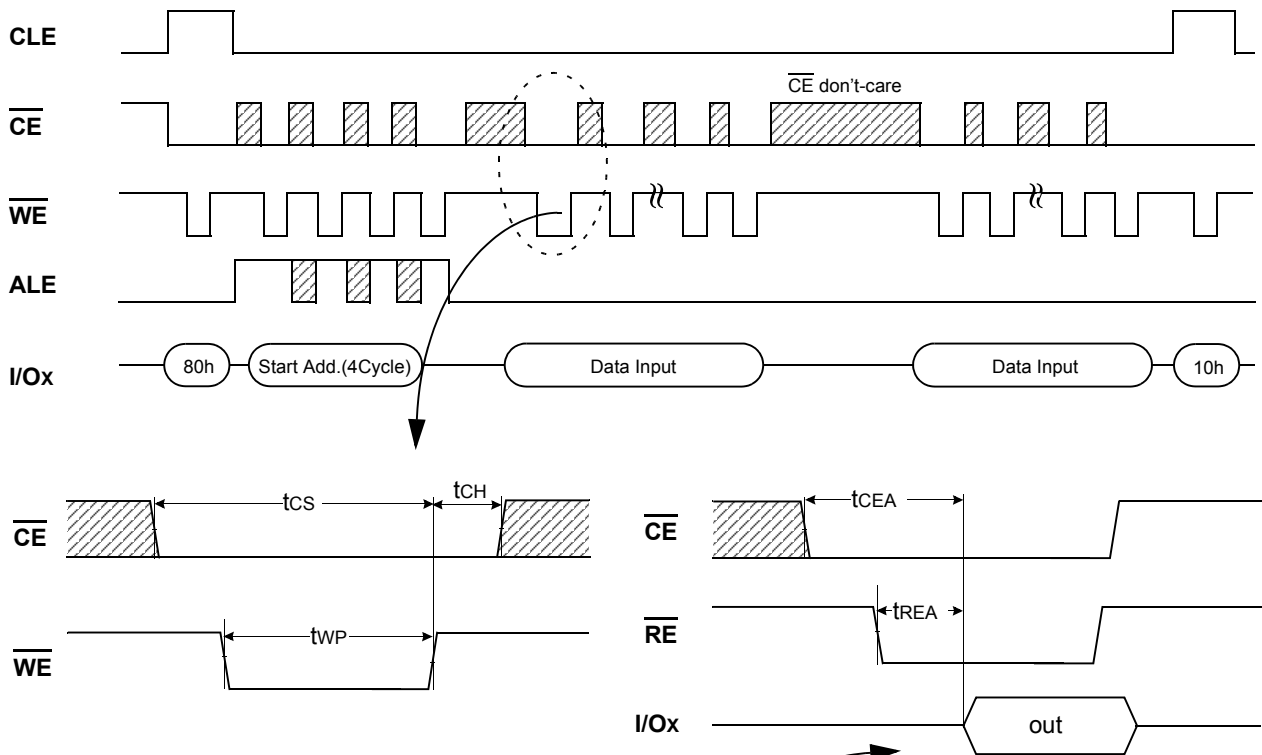 CLE
CE don't-care
CE
WE
ALE
I/Ox 80h Start Add.(4Cycle) Data Input Data Input 10h
tCS tCH
CE
tWP
WE
tCEA
CE
tREA
RE
I/Ox out